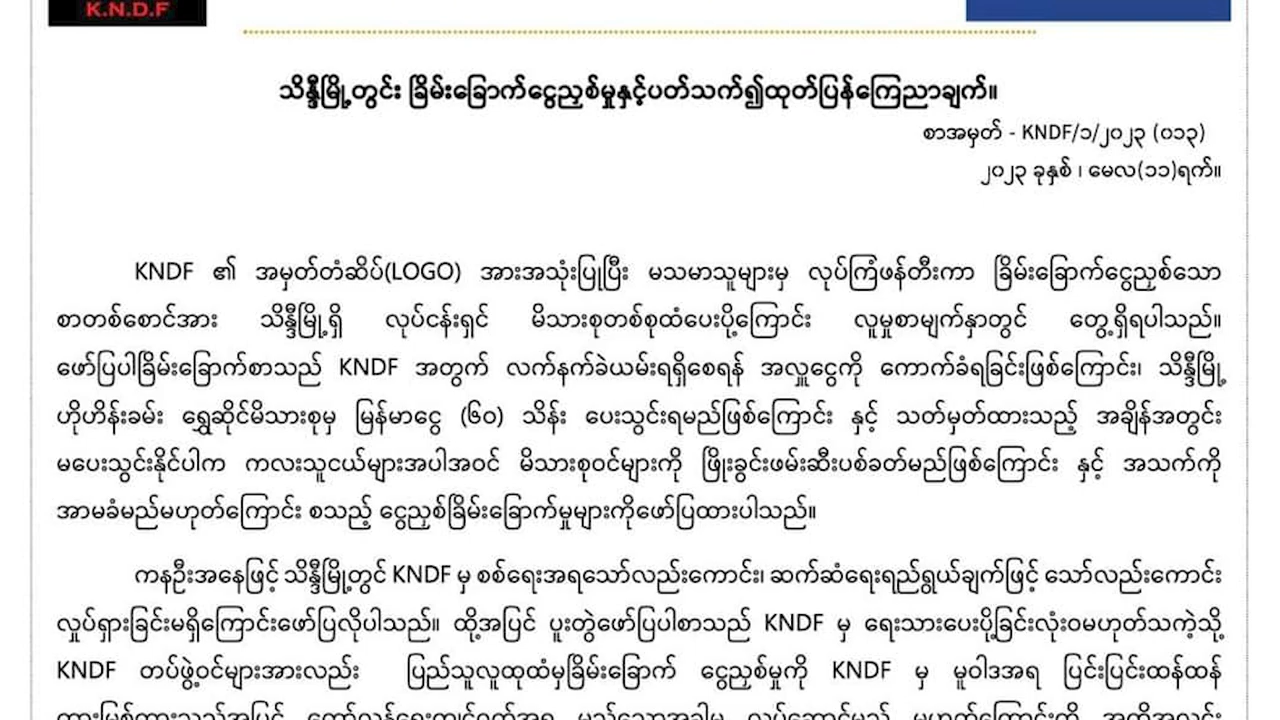 K.N.D.F
သိန္နီမြို့တွင်း ခြိမ်းခြောက်ငွေညှစ်မှုနှင့်ပတ်သက်၍ထုတ်ပြန်ကြေညာချက်။
စာအမှတ် - KNDF/၁/၂၀၂၃ (၀၁၃)
၂၀၂၃ ခုနှစ် ၊ မေလ(၁၁)ရက်။
KNDF ၏ အမှတ်တံဆိပ်(LOGO) အားအသုံးပြုပြီး မသမာသူများမှ လုပ်ကြံဖန်တီးကာ ခြိမ်းခြောက်ငွေညှစ်သော
စာတစ်စောင်အား သိန္နီမြို့ရှိ လုပ်ငန်းရှင် မိသားစုတစ်စုထံပေးပို့ကြောင်း လူမှုစာမျက်နှာတွင် တွေ့ရှိရပါသည်။
ဖော်ပြပါခြိမ်းခြောက်စာသည် KNDF အတွက် လက်နက်ခဲယမ်းရရှိစေရန် အလှူငွေကို ကောက်ခံရခြင်းဖြစ်ကြောင်း၊ သိန္နီမြို့
ဟိုဟိန်းခမ်း ရွှေဆိုင်မိသားစုမှ မြန်မာငွေ (၆၀) သိန်း ပေးသွင်းရမည်ဖြစ်ကြောင်း နှင့် သတ်မှတ်ထားသည့် အချိန်အတွင်း
မပေးသွင်းနိုင်ပါက ကလေးသူငယ်များအပါအဝင် မိသားစုဝင်များကို ဖြိုခွင်းဖမ်းဆီးပစ်ခတ်မည်ဖြစ်ကြောင်း နှင့် အသက်ကို
အာမခံမည်မဟုတ်ကြောင်း စသည့် ငွေညှစ်ခြိမ်းခြောက်မှုများကိုဖော်ပြထားပါသည်။
ကနဦးအနေဖြင့် သိန္နီမြို့တွင် KNDF မှ စစ်ရေးအရသော်လည်းကောင်း၊ ဆက်ဆံရေးရည်ရွယ်ချက်ဖြင့် သော်လည်းကောင်း
လှုပ်ရှားခြင်းမရှိကြောင်းဖော်ပြလိုပါသည်။ ထို့အပြင် ပူးတွဲဖော်ပြပါစာသည် KNDF မှ ရေးသားပေးပို့ခြင်းလုံးဝမဟုတ်သကဲ့သို့
KNDF တပ်ဖွဲ့ဝင်များအားလည်း ပြည်သူလူထုထံမှခြိမ်းခြောက် ငွေညှစ်မှုကို KNDF မှ မူဝါဒအရ ပြင်းပြင်းထန်ထန်